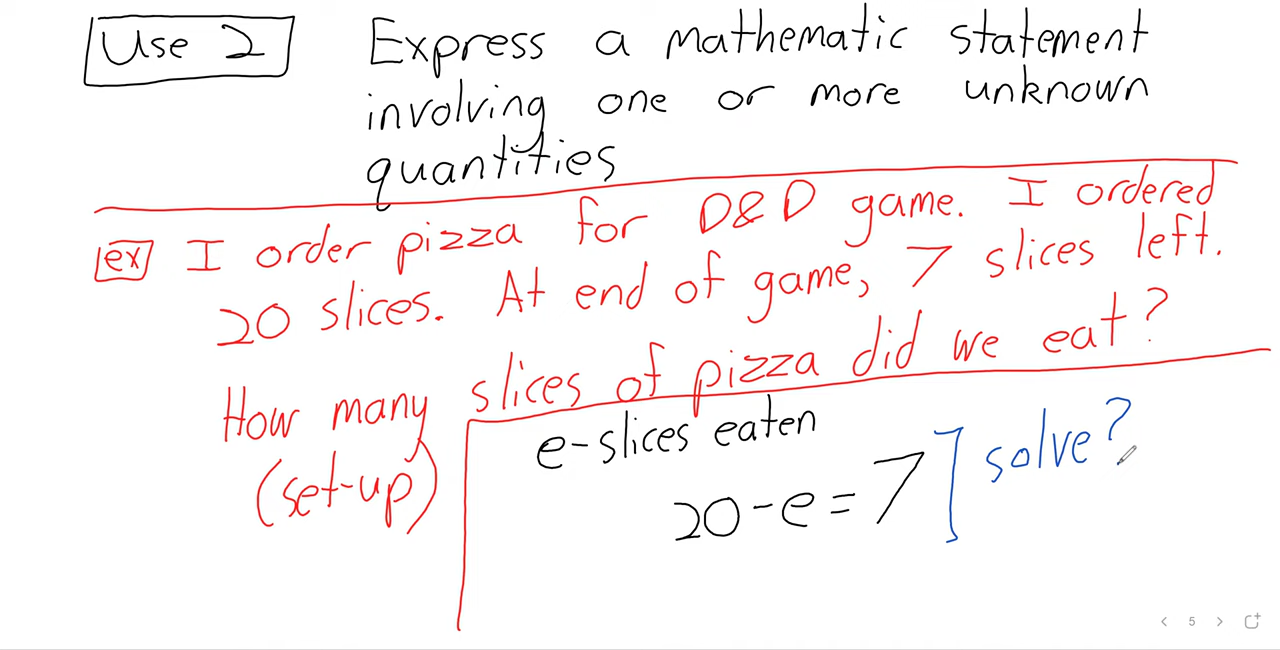 Use 2
Express a mathematic statement
involving one or more unknown
quantities
ex I order pizza for D&D game. I ordered
20 slices. At end of game, 7 slices left.
How many slices of pizza did we eat?
(set-up)
e-slices eaten
20-e=7
solve?
5